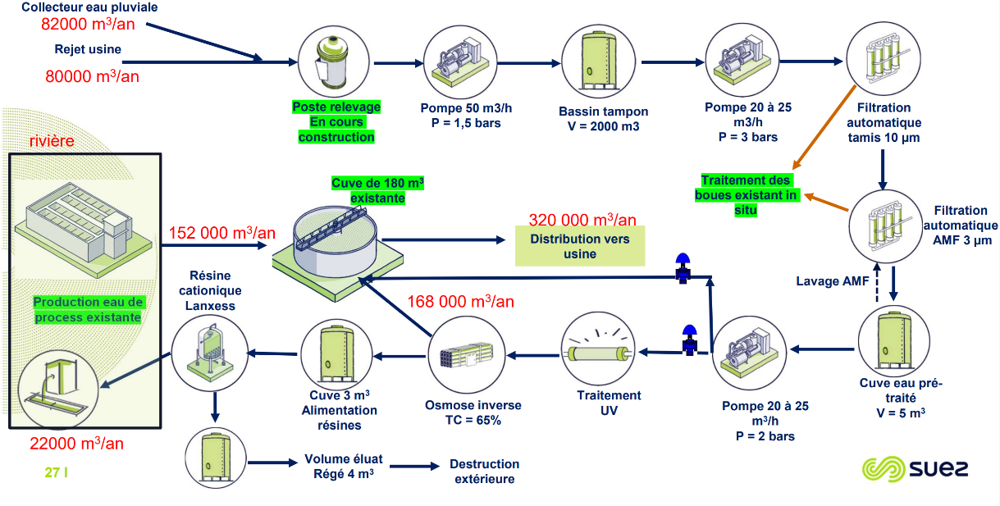 Collecteur eau pluviale
82000 m³/an
Rejet usine
80000 m³/an
Poste relevage
En cours
construction
Pompe 50 m3/h
P = 1,5 bars
Bassin tampon
V = 2000 m3
Pompe 20 à 25
m3/h
P = 3 bars
Filtration
automatique
tamis 10 µm
rivière
Cuve de 180 m³
existante
Traitement des
boues existant in
situ
Filtration
automatique
AMF 3 µm
152 000 m³/an
320 000 m³/an
Distribution vers
usine
Résine
cationique
Lanxess
Lavage AMF
Production eau de
process existante
168 000 m³/an
Cuve 3 m³
Alimentation
résines
Osmose inverse
TC = 65%
Traitement
UV
Pompe 20 à 25
m³/h
P = 2 bars
Cuve eau pré-
traité
V = 5 m³
22000 m³/an
Volume éluat
Régé 4 m³
Destruction
extérieure
27 I
suez